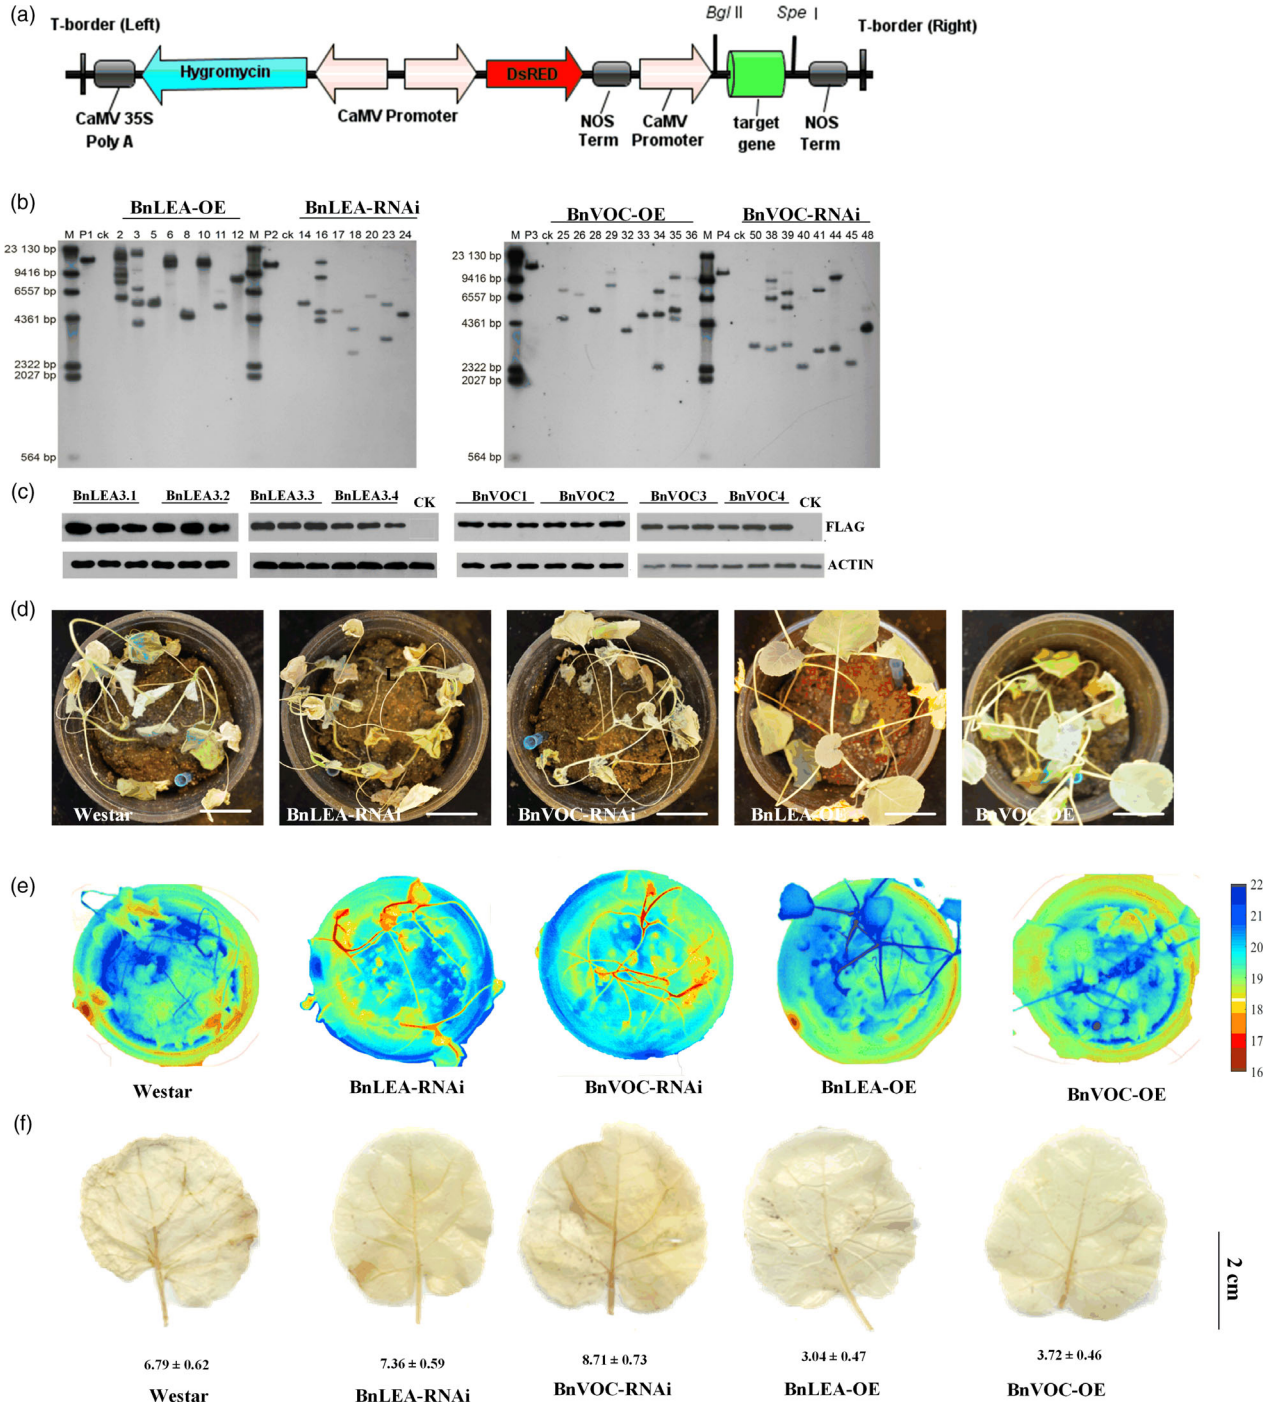 (a)
T-border (Left)
Bgl II
Spe I
T-border (Right)
Hygromycin
DsRED
CaMV 35S
Poly A
CaMV Promoter
NOS
Term
CaMV
Promoter
target
gene
NOS
Term
(b)
BnLEA-OE
BnLEA-RNAi
BnVOC-OE
BnVOC-RNAi
M P1 ck 2 3 5 6 8 10 11 12 M P2 ck 14 16 17 18 20 23 24
M P3 ck 25 26 28 29 32 33 34 35 36 M P4 ck 50 38 39 40 41 44 45 48
23 130 bp
9416 bp
6557 bp
4361 bp
2322 bp
2027 bp
564 bp
23 130 bp
9416 bp
6557 bp
4361 bp
2322 bp
2027 bp
564 bp
(c)
BnLEA3.1 BnLEA3.2 BnLEA3.3 BnLEA3.4 CK BnVOC1 BnVOC2 BnVOC3 BnVOC4 CK
FLAG
ACTIN
(d)
Westar
BnLEA-RNAi
BnVOC-RNAi
BnLEA-OE
BnVOC-OE
(e)
22
21
20
19
18
17
16
Westar
BnLEA-RNAi
BnVOC-RNAi
BnLEA-OE
BnVOC-OE
(f)
2 cm
6.79 ± 0.62
7.36 ± 0.59
8.71 ± 0.73
3.04 ± 0.47
3.72 ± 0.46
Westar
BnLEA-RNAi
BnVOC-RNAi
BnLEA-OE
BnVOC-OE